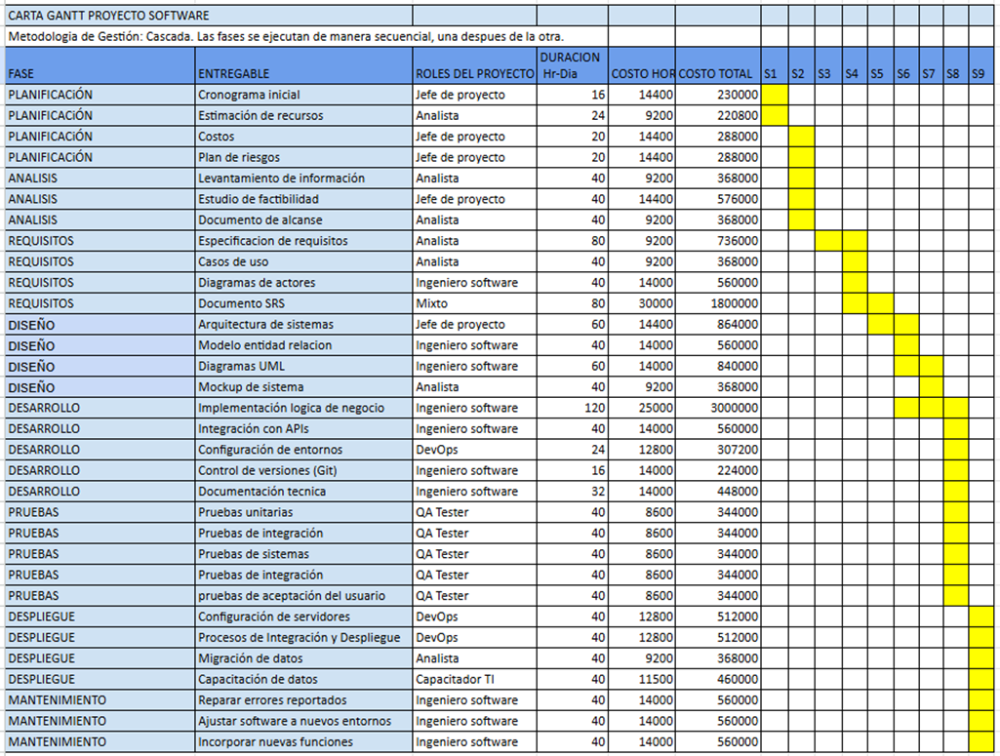 CARTA GANTT PROYECTO SOFTWARE
Metodologia de Gestión: Cascada. Las fases se ejecutan de manera secuencial, una despues de la otra.
FASE ENTREGABLE ROLES DEL PROYECTO DURACION Hr-Dia COSTO HOR COSTO TOTAL S1 S2 S3 S4 S5 S6 S7 S8 S9
PLANIFICACiÓN Cronograma inicial Jefe de proyecto 16 14400 230000
PLANIFICACiÓN Estimación de recursos Analista 24 9200 220800
PLANIFICACiÓN Costos Jefe de proyecto 20 14400 288000
PLANIFICACiÓN Plan de riesgos Jefe de proyecto 20 14400 288000
ANALISIS Levantamiento de información Analista 40 9200 368000
ANALISIS Estudio de factibilidad Jefe de proyecto 40 14400 576000
ANALISIS Documento de alcanse Analista 40 9200 368000
REQUISITOS Especificacion de requisitos Analista 80 9200 736000
REQUISITOS Casos de uso Analista 40 9200 368000
REQUISITOS Diagramas de actores Ingeniero software 40 14000 560000
REQUISITOS Documento SRS Mixto 80 30000 1800000
DISEÑO Arquitectura de sistemas Jefe de proyecto 60 14400 864000
DISEÑO Modelo entidad relacion Ingeniero software 40 14000 560000
DISEÑO Diagramas UML Ingeniero software 60 14000 840000
DISEÑO Mockup de sistema Analista 40 9200 368000
DESARROLLO Implementación logica de negocio Ingeniero software 120 25000 3000000
DESARROLLO Integración con APIs Ingeniero software 40 14000 560000
DESARROLLO Configuración de entornos DevOps 24 12800 307200
DESARROLLO Control de versiones (Git) Ingeniero software 16 14000 224000
DESARROLLO Documentación tecnica Ingeniero software 32 14000 448000
PRUEBAS Pruebas unitarias QA Tester 40 8600 344000
PRUEBAS Pruebas de integración QA Tester 40 8600 344000
PRUEBAS Pruebas de sistemas QA Tester 40 8600 344000
PRUEBAS Pruebas de integración QA Tester 40 8600 344000
PRUEBAS pruebas de aceptación del usuario QA Tester 40 8600 344000
DESPLIEGUE Configuración de servidores DevOps 40 12800 512000
DESPLIEGUE Procesos de Integración y Despliegue DevOps 40 12800 512000
DESPLIEGUE Migración de datos Analista 40 9200 368000
DESPLIEGUE Capacitación de datos Capacitador TI 40 11500 460000
MANTENIMIENTO Reparar errores reportados Ingeniero software 40 14000 560000
MANTENIMIENTO Ajustar software a nuevos entornos Ingeniero software 40 14000 560000
MANTENIMIENTO Incorporar nuevas funciones Ingeniero software 40 14000 560000